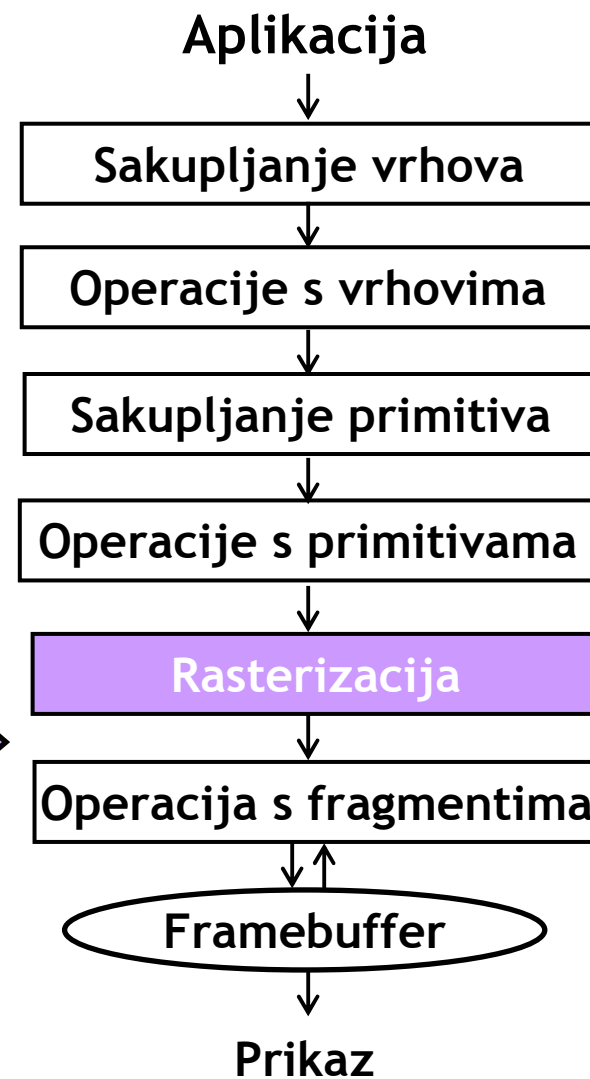 Aplikacija
Sakupljanje vrhova
Operacije s vrhovima
Sakupljanje primitiva
Operacije s primitivama
Rasterizacija
Operacija s fragmentima
Framebuffer
Prikaz